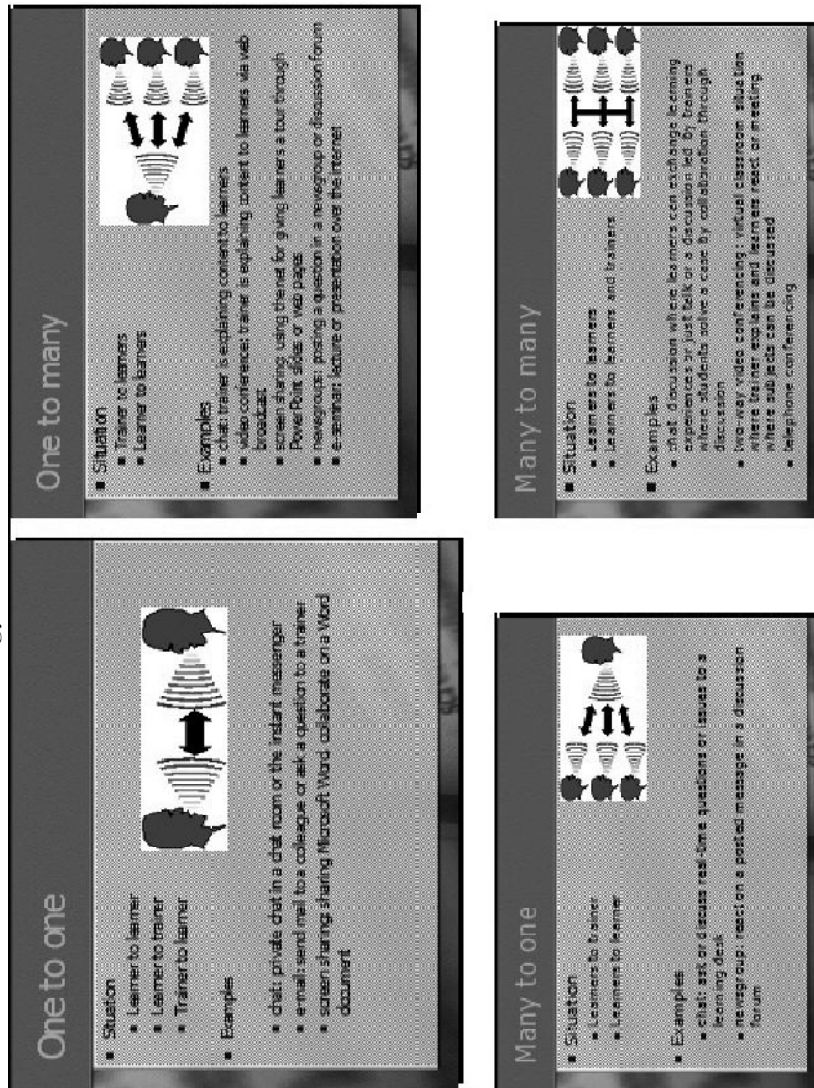 One to one
■ Situation
■ Learner to learner
■ Learner to trainer
■ Trainer to learner
■ Examples
■ chat: private chat in a chat room or the instant messenger
■ e-mail: send mail to a colleague or ask a question to a trainer
■ screen sharing: sharing Microsoft Word, collaborate on a Word
document
One to many
■ Situation
■ Trainer to learners
■ Learner to learners
■ Examples
■ chat: trainer is explaining content to learners
■ video conference: trainer is explaining content to learners via web
broadcast
■ screen sharing: using the net for giving learners a tour through
PowerPoint slides or web pages
■ newsgroups: posting a question in a newsgroup or discussion forum
■ e-seminar: lecture or presentation over the internet
Many to one
■ Situation
■ Learners to trainer
■ Learners to learner
■ Examples
■ chat: ask or discuss real-time questions or issues to a
learning desk
■ newsgroup: react on a posted message in a discussion
forum
Many to many
■ Situation
■ Learners to learners
■ Learners to learners and trainers
■ Examples
■ chat: discussion where learners can exchange learning
experiences or just talk or a discussion led by trainers
where students solve a case by collaboration through
discussion
■ two way video conferencing: virtual classroom situation
where trainer explains and learners react or meeting
where subjects can be discussed
■ telephone conferencing